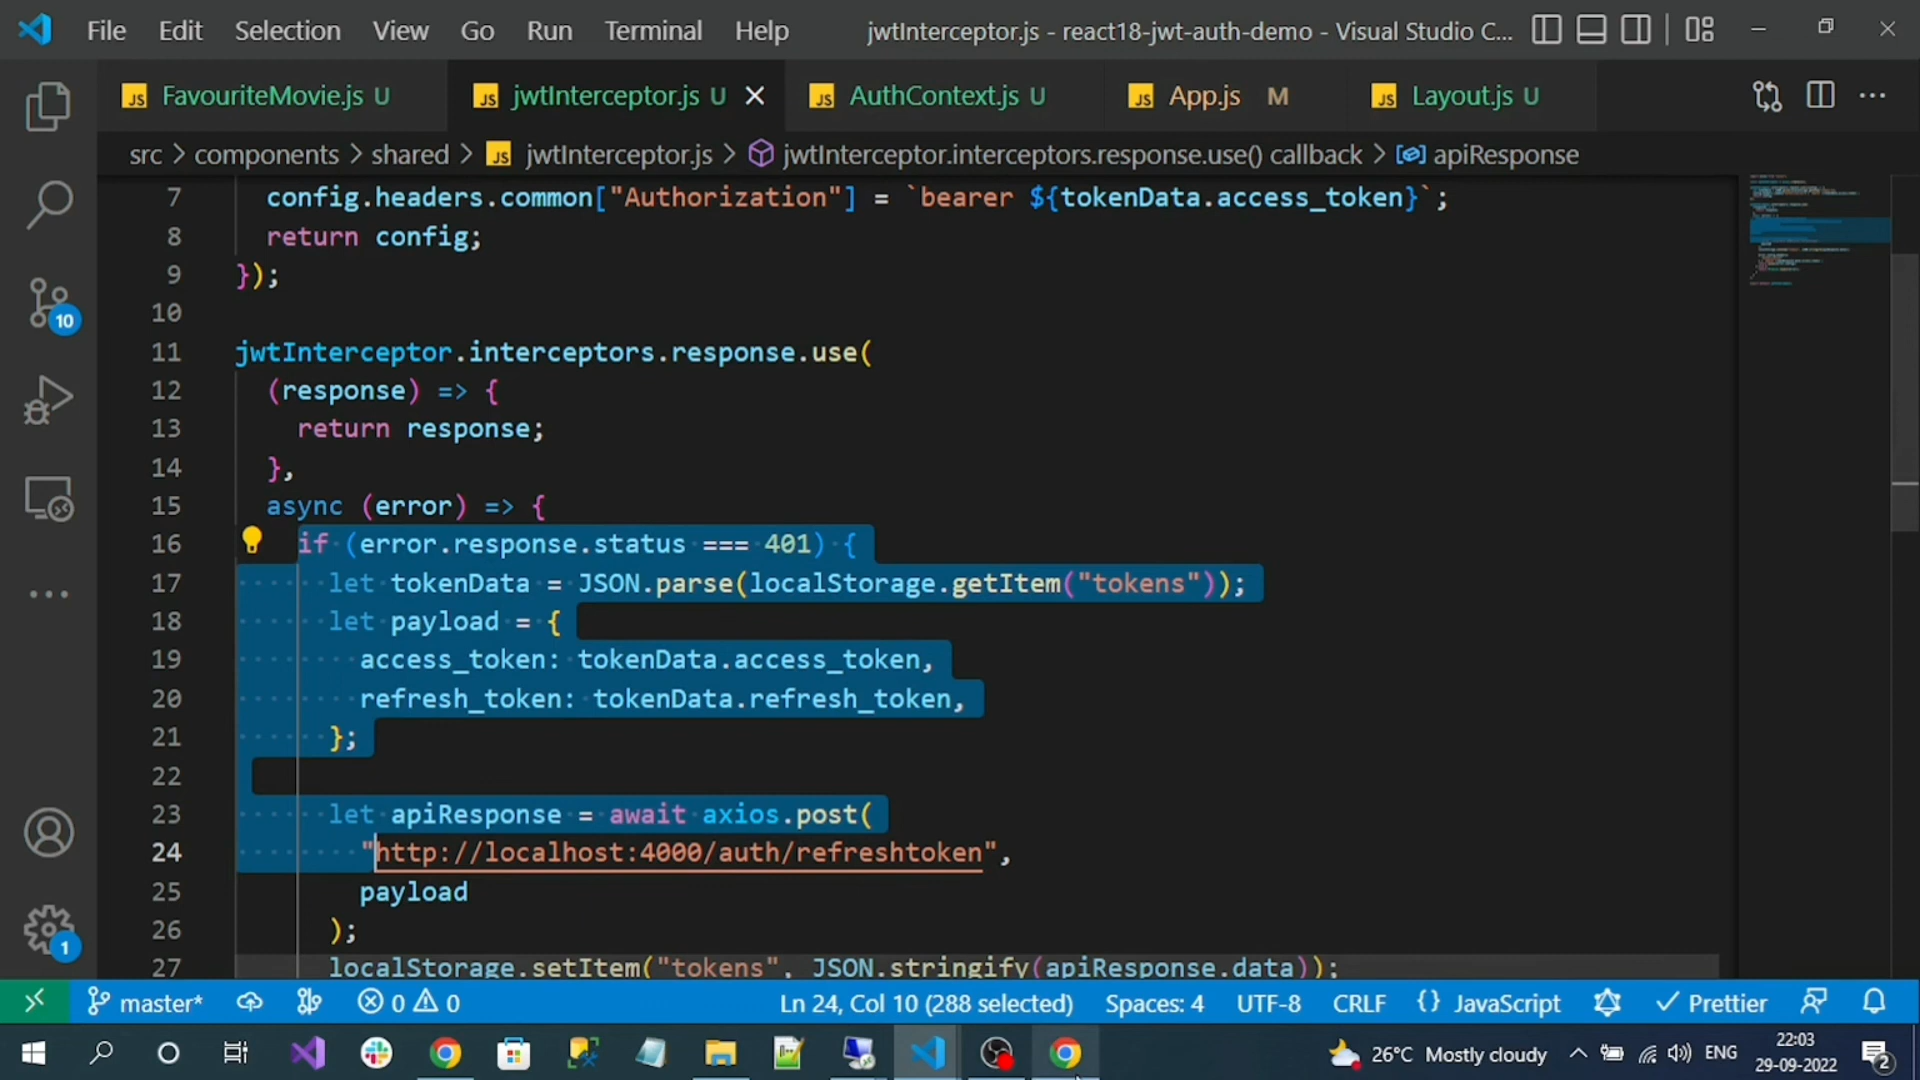 File Edit Selection View Go Run Terminal Help jwtInterceptor.js - react18-jwt-auth-demo - Visual Studio C...
JS FavouriteMovie.js U JS jwtInterceptor.js U JS AuthContext.js U JS App.js M JS Layout.js U
src > components > shared > JS jwtInterceptor.js > jwtInterceptor.interceptors.response.use() callback > apiResponse
7 config.headers.common["Authorization"] = `bearer ${tokenData.access_token}`;
8 return config;
9 });
10
11 jwtInterceptor.interceptors.response.use(
12 (response) => {
13 return response;
14 },
15 async (error) => {
16 if (error.response.status === 401) {
17 let tokenData = JSON.parse(localStorage.getItem("tokens"));
18 let payload = {
19 access_token: tokenData.access_token,
20 refresh_token: tokenData.refresh_token,
21 };
22
23 let apiResponse = await axios.post(
24 "http://localhost:4000/auth/refreshtoken",
25 payload
26 );
27 localStorage.setItem("tokens", JSON.stringify(apiResponse.data));
10
1
master* 0 0 Ln 24, Col 10 (288 selected) Spaces: 4 UTF-8 CRLF {} JavaScript Prettier
26°C Mostly cloudy ENG 22:03
29-09-2022 2